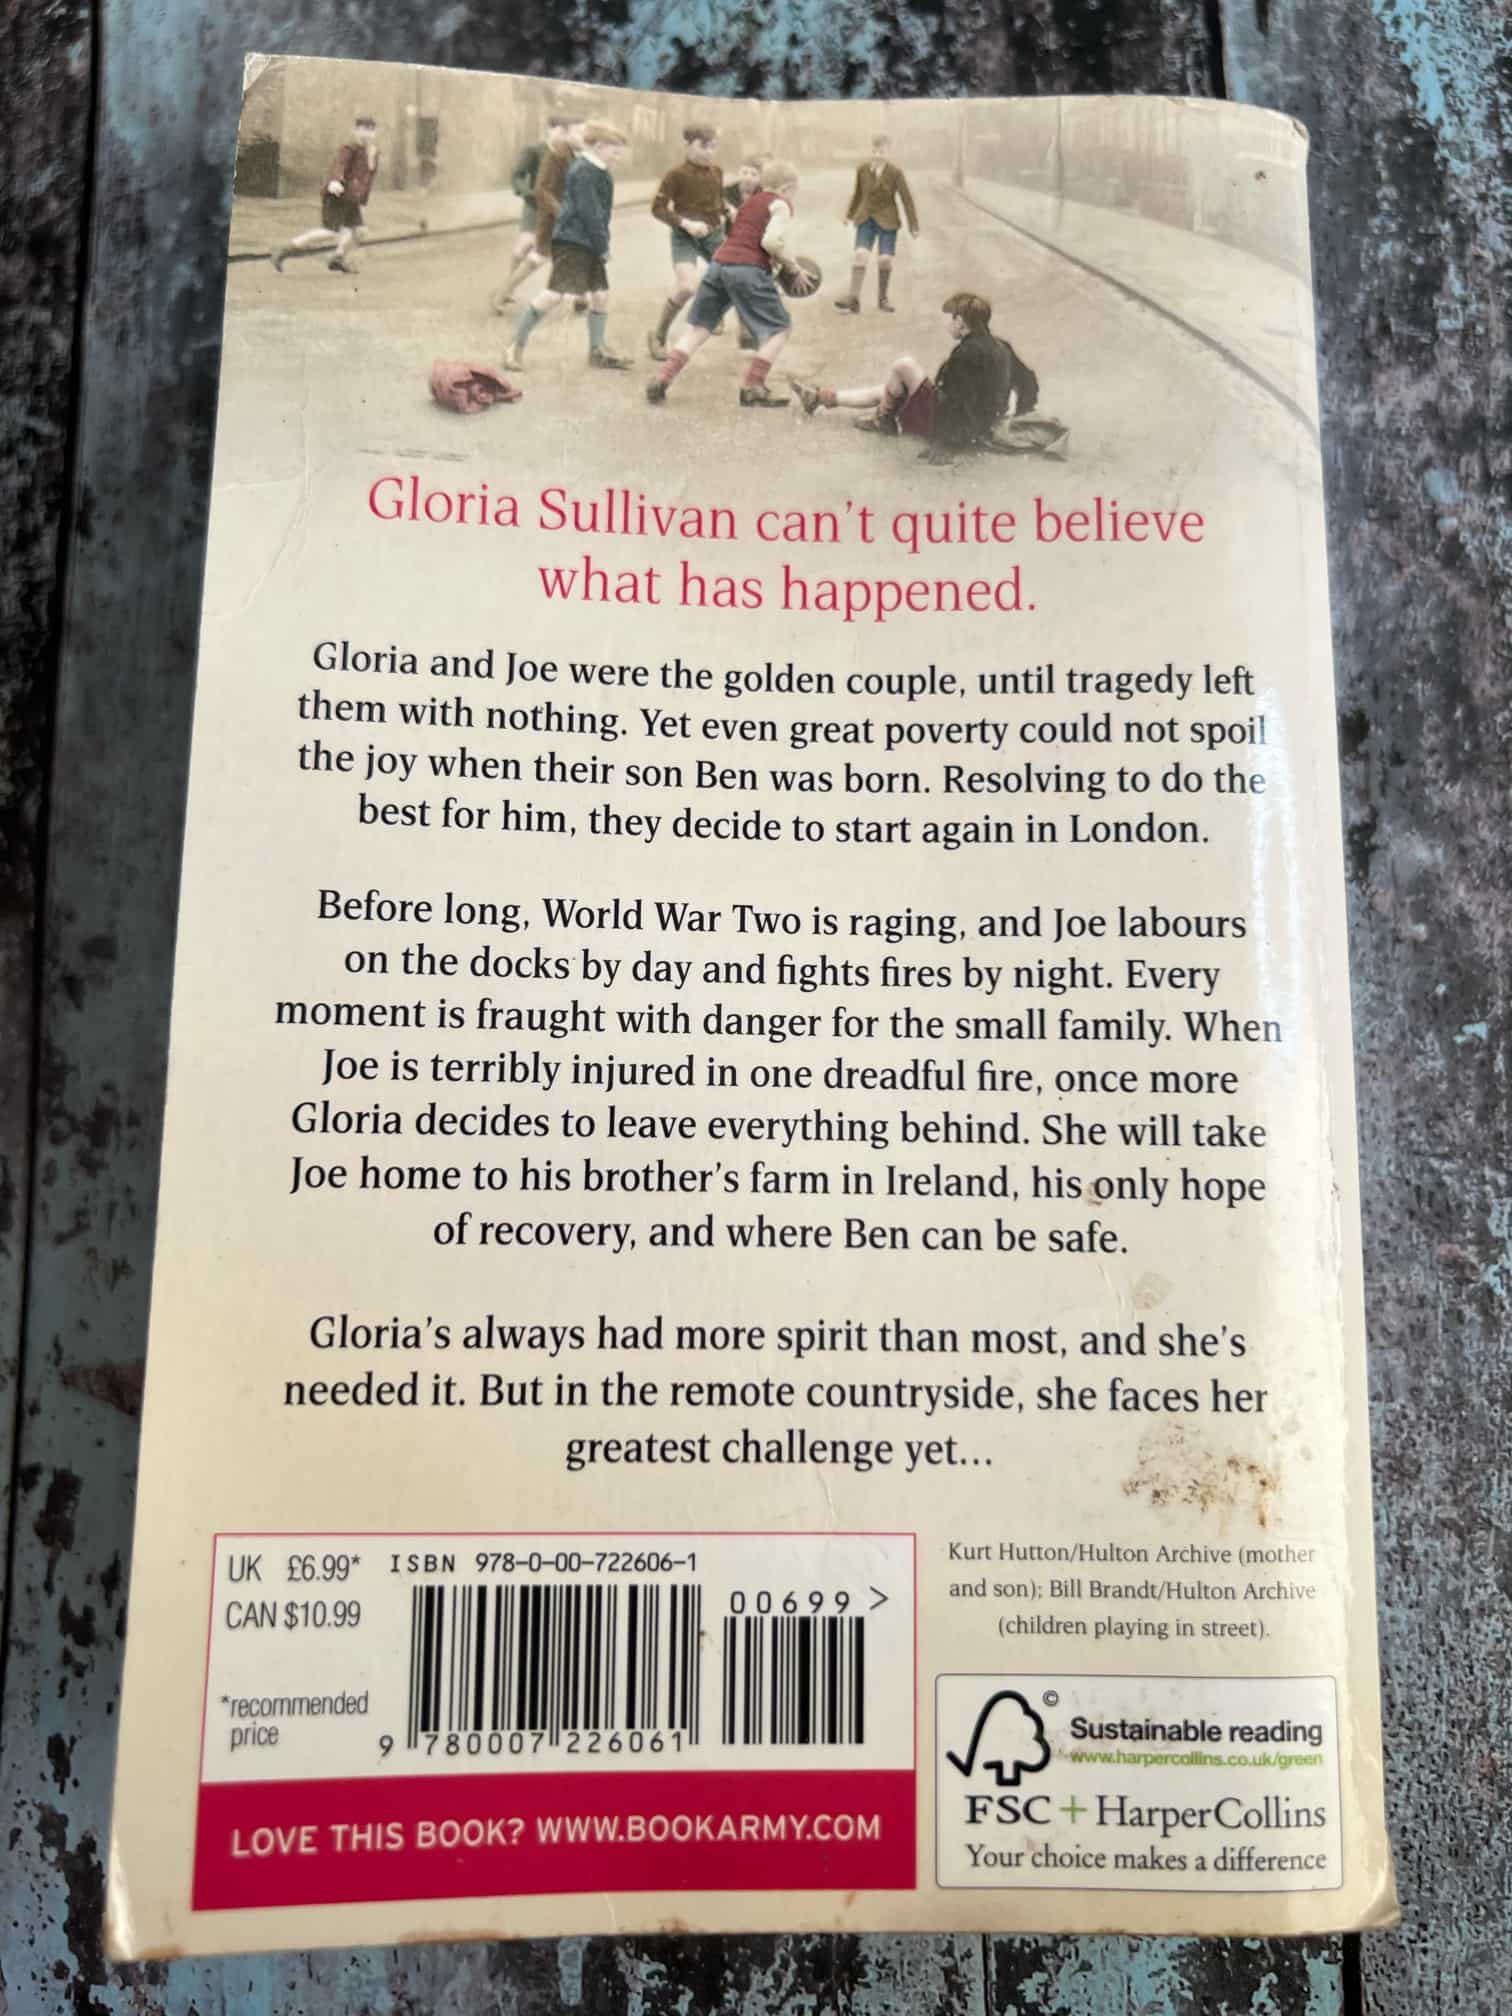 Gloria Sullivan can't quite believe
what has happened.
Gloria and Joe were the golden couple, until tragedy left
them with nothing. Yet even great poverty could not spoil
the joy when their son Ben was born. Resolving to do the
best for him, they decide to start again in London.
Before long, World War Two is raging, and Joe labours
on the docks by day and fights fires by night. Every
moment is fraught with danger for the small family. When
Joe is terribly injured in one dreadful fire, once more
Gloria decides to leave everything behind. She will take
Joe home to his brother's farm in Ireland, his only hope
of recovery, and where Ben can be safe.
Gloria's always had more spirit than most, and she's
needed it. But in the remote countryside, she faces her
greatest challenge yet...
UK £6.99*
CAN $10.99
*recommended
price
ISBN 978-0-00-722606-1
00699 >
9 780007 226061
LOVE THIS BOOK? WWW.BOOKARMY.COM
Kurt Hutton/Hulton Archive (mother
and son); Bill Brandt/Hulton Archive
(children playing in street).
©
Sustainable reading
www.harpercollins.co.uk/green
FSC + HarperCollins
Your choice makes a difference